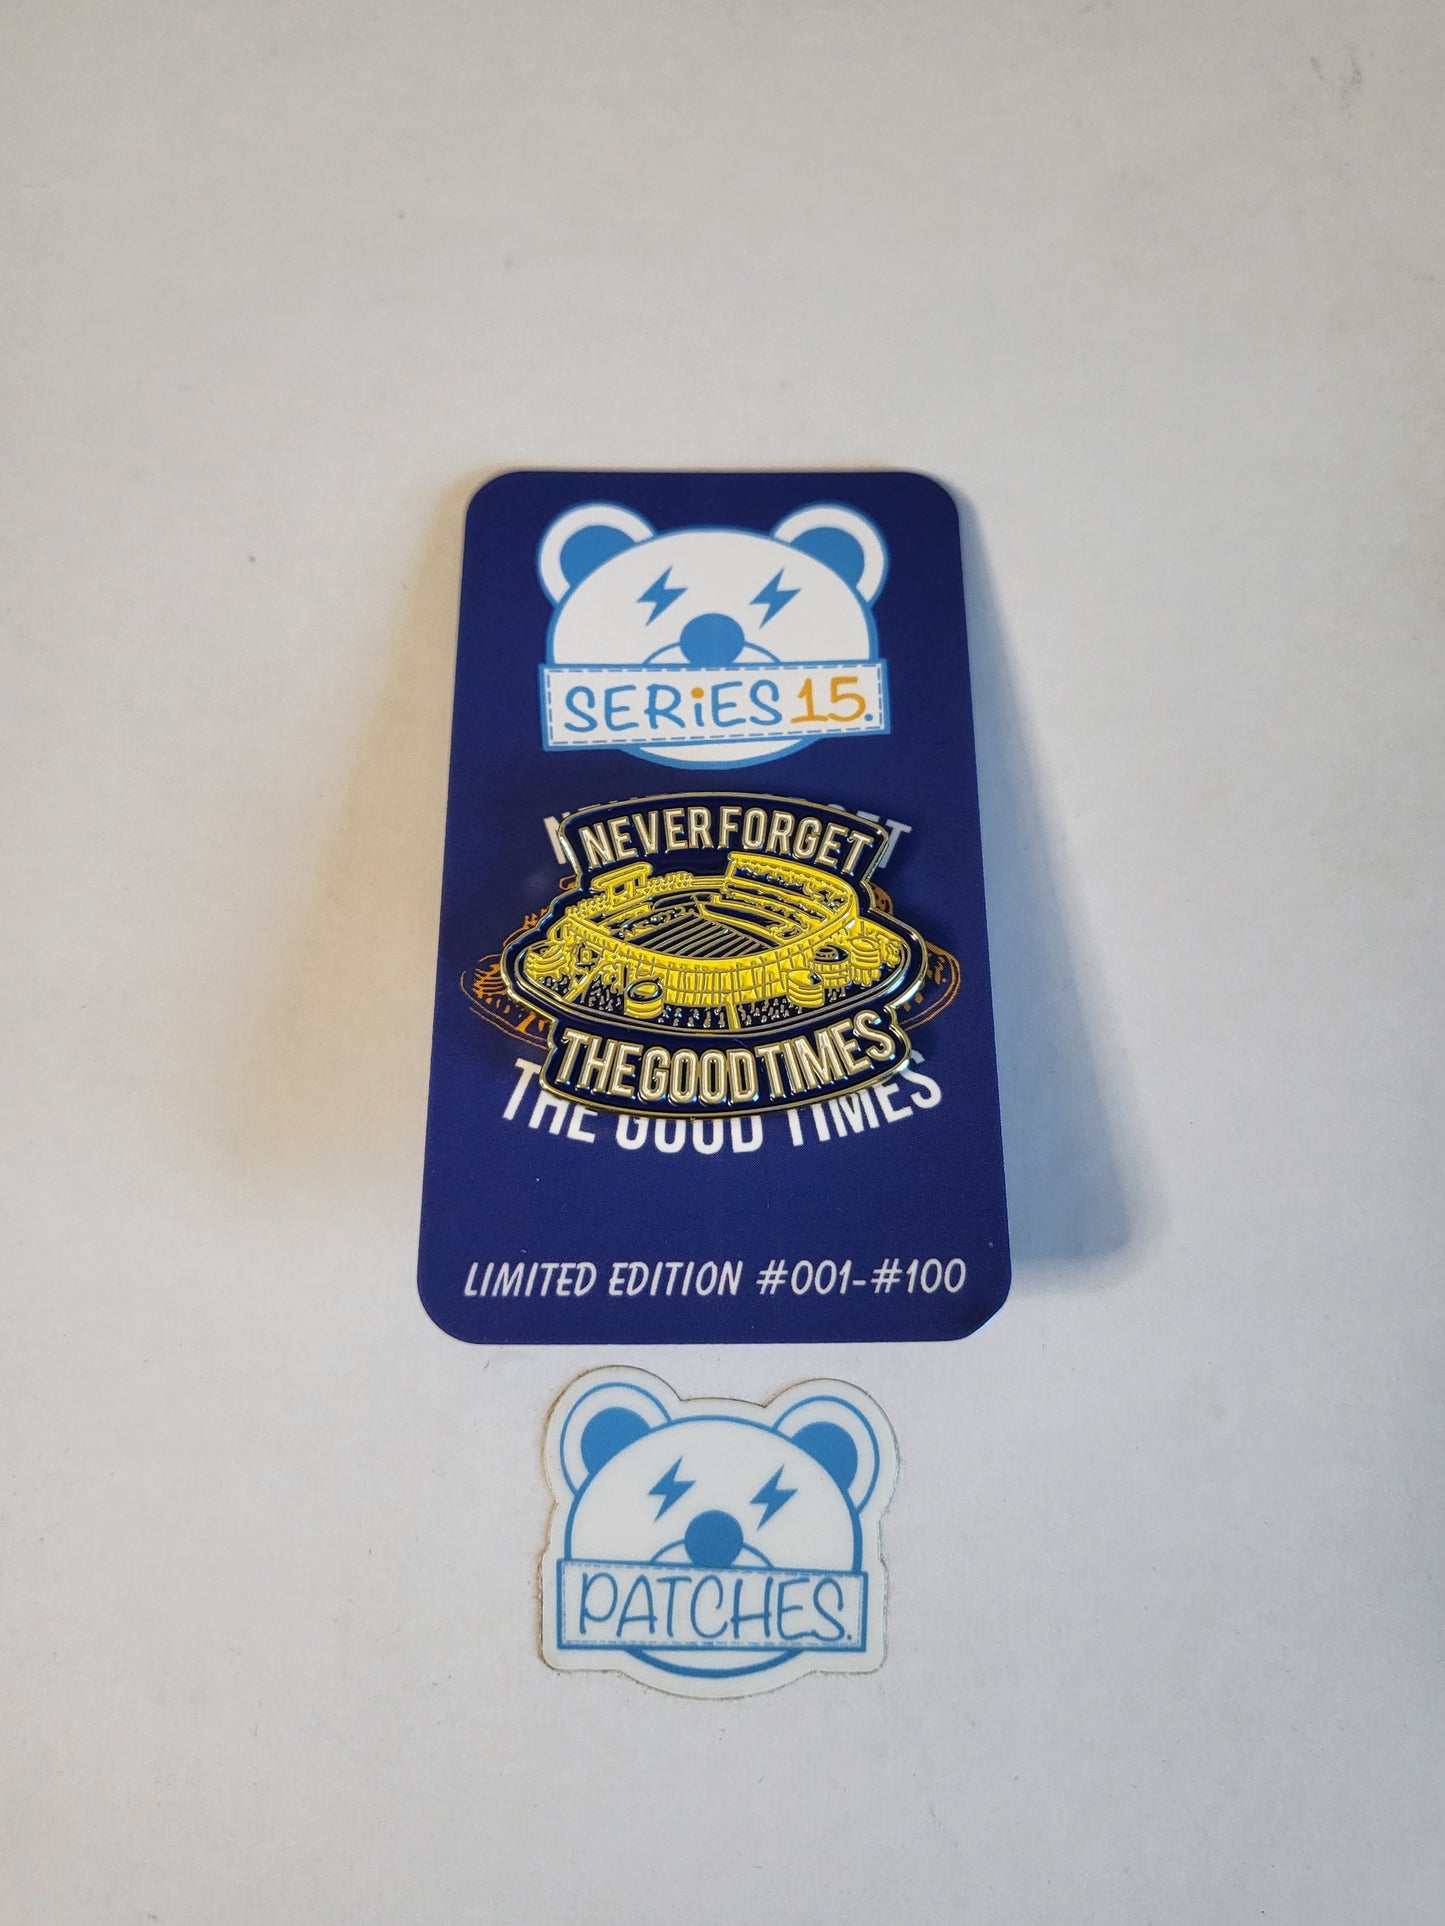 SERiES 15.
NEVER FORGET
THE GOOD TIMES
THE GOOD TIMES
LIMITED EDITION #001-#100
PATCHES.